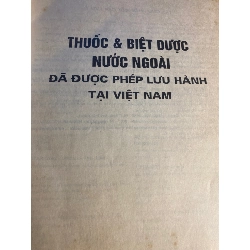 THUỐC & BIỆT DƯỢC
NƯỚC NGOÀI
ĐÃ ĐƯỢC PHÉP LƯU HÀNH
TẠI VIỆT NAM